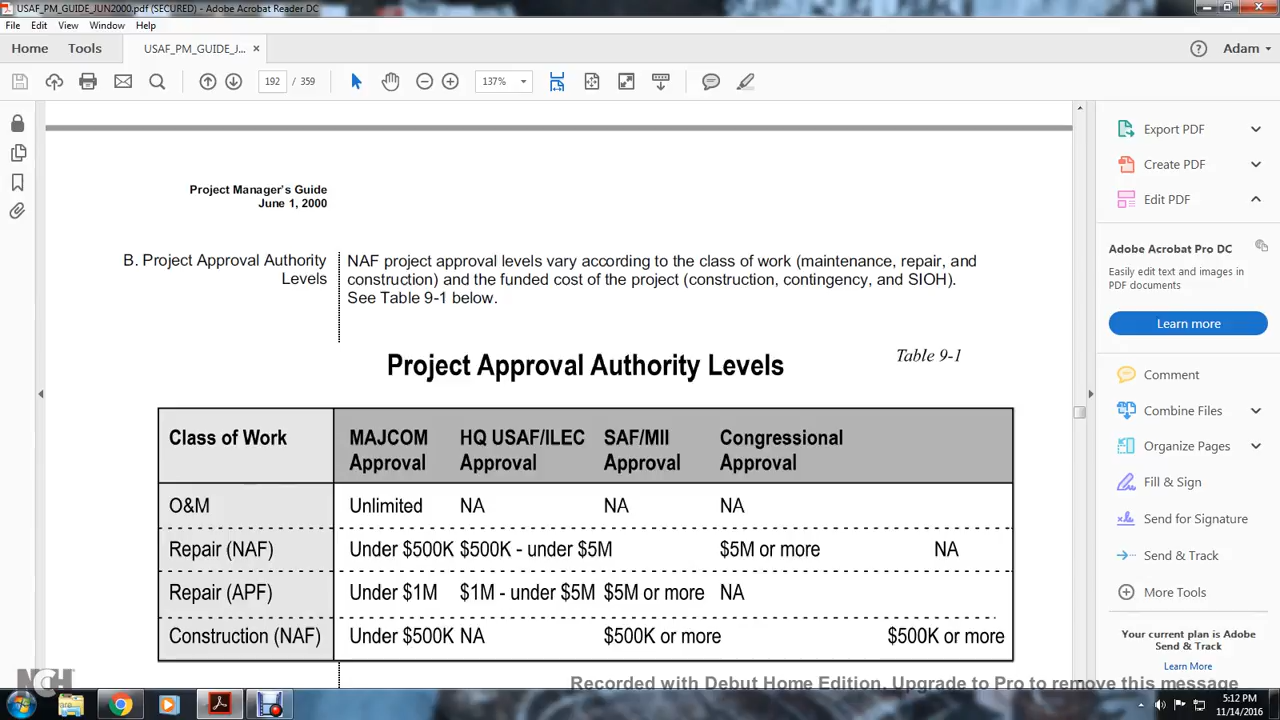 USAF_PM_GUIDE_JUN2000.pdf (SECURED) - Adobe Acrobat Reader DC
File Edit View Window Help
Home Tools USAF_PM_GUIDE_J... × Adam
192 / 359 137%
Project Manager's Guide
June 1, 2000
B. Project Approval Authority
Levels
NAF project approval levels vary according to the class of work (maintenance, repair, and
construction) and the funded cost of the project (construction, contingency, and SIOH).
See Table 9-1 below.
Table 9-1
Project Approval Authority Levels
Class of Work MAJCOM HQ USAF/ILEC SAF/MII Congressional
Approval Approval Approval Approval
O&M Unlimited NA NA NA
Repair (NAF) Under $500K $500K - under $5M $5M or more NA
Repair (APF) Under $1M $1M - under $5M $5M or more NA
Construction (NAF) Under $500K NA $500K or more $500K or more
Export PDF
Create PDF
Edit PDF
Adobe Acrobat Pro DC
Easily edit text and images in
PDF documents
Learn more
Comment
Combine Files
Organize Pages
Fill & Sign
Send for Signature
Send & Track
More Tools
Your current plan is Adobe
Send & Track
Learn More
NCH
Recorded with Debut Home Edition. Upgrade to Pro to remove this message
5:12 PM
11/14/2016